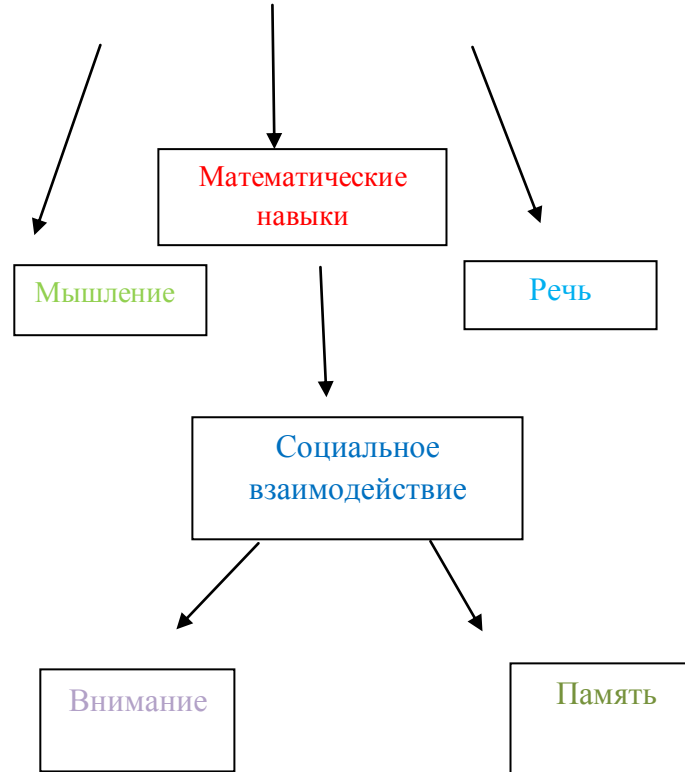 Математические
навыки
Мышление
Речь
Социальное
взаимодействие
Внимание
Память